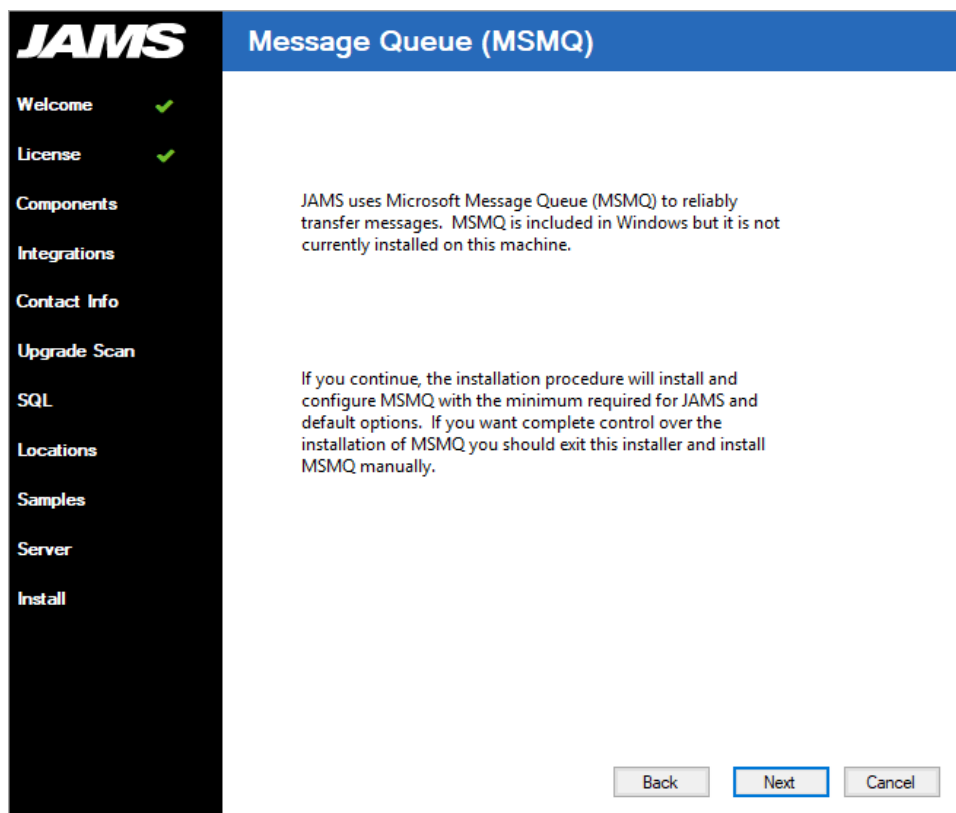 JAMS
Message Queue (MSMQ)
Welcome
License
Components
Integrations
Contact Info
Upgrade Scan
SQL
Locations
Samples
Server
Install
JAMS uses Microsoft Message Queue (MSMQ) to reliably
transfer messages.  MSMQ is included in Windows but it is not
currently installed on this machine.
If you continue, the installation procedure will install and
configure MSMQ with the minimum required for JAMS and
default options.  If you want complete control over the
installation of MSMQ you should exit this installer and install
MSMQ manually.
Back
Next
Cancel